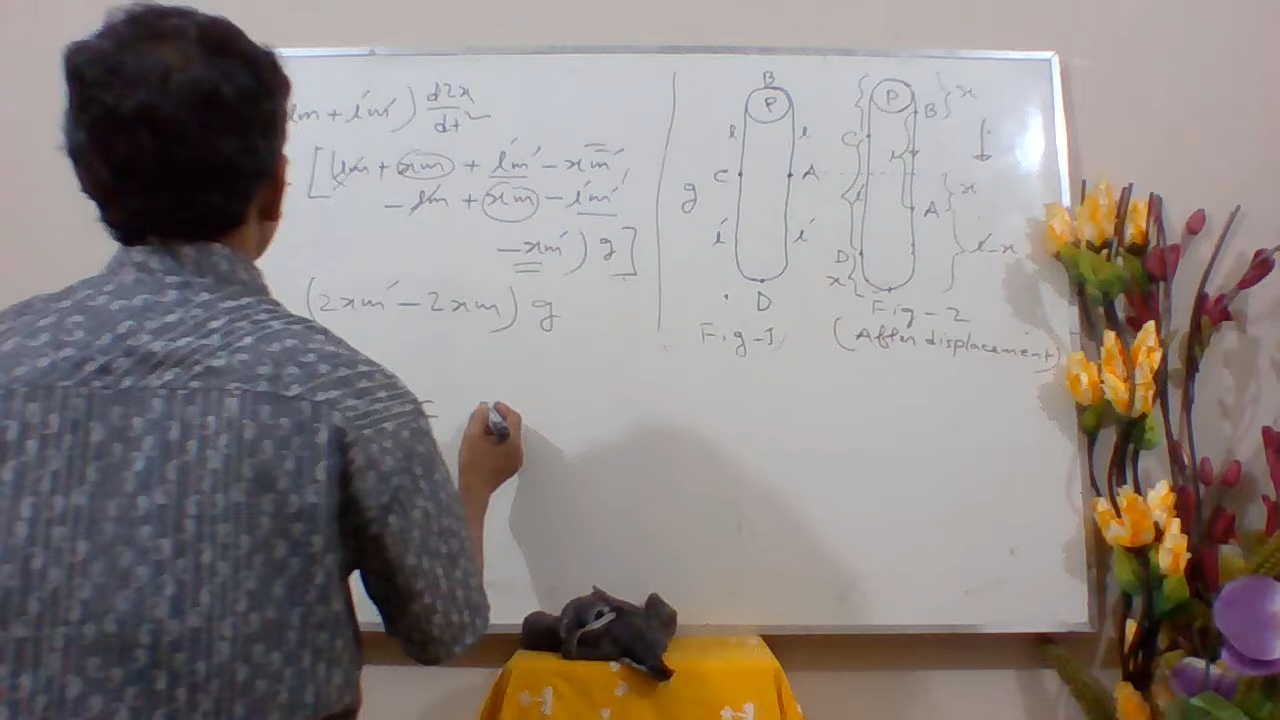 lm + l'm') d2x/dt²
[lm + xm + l'm' - xm'
- lm + xm - l'm'
- xm') g]
(2xm' - 2xm) g
B
P
l
l
C
A
g
l'
l'
D
Fig-1
P
x
B
C
l
x
A
l
l'-x
D
x
Fig-2
(After displacement)